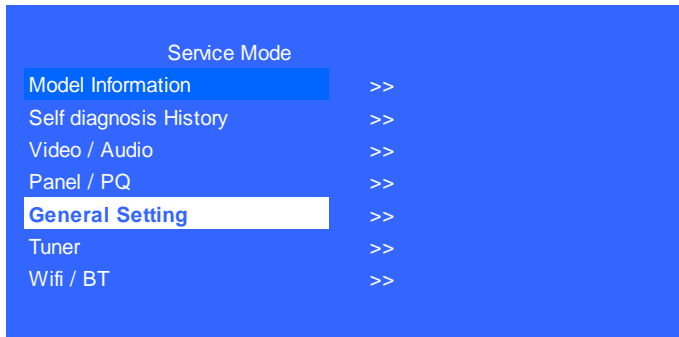 Service Mode
Model Information >>
Self diagnosis History >>
Video / Audio >>
Panel / PQ >>
General Setting >>
Tuner >>
Wifi / BT >>